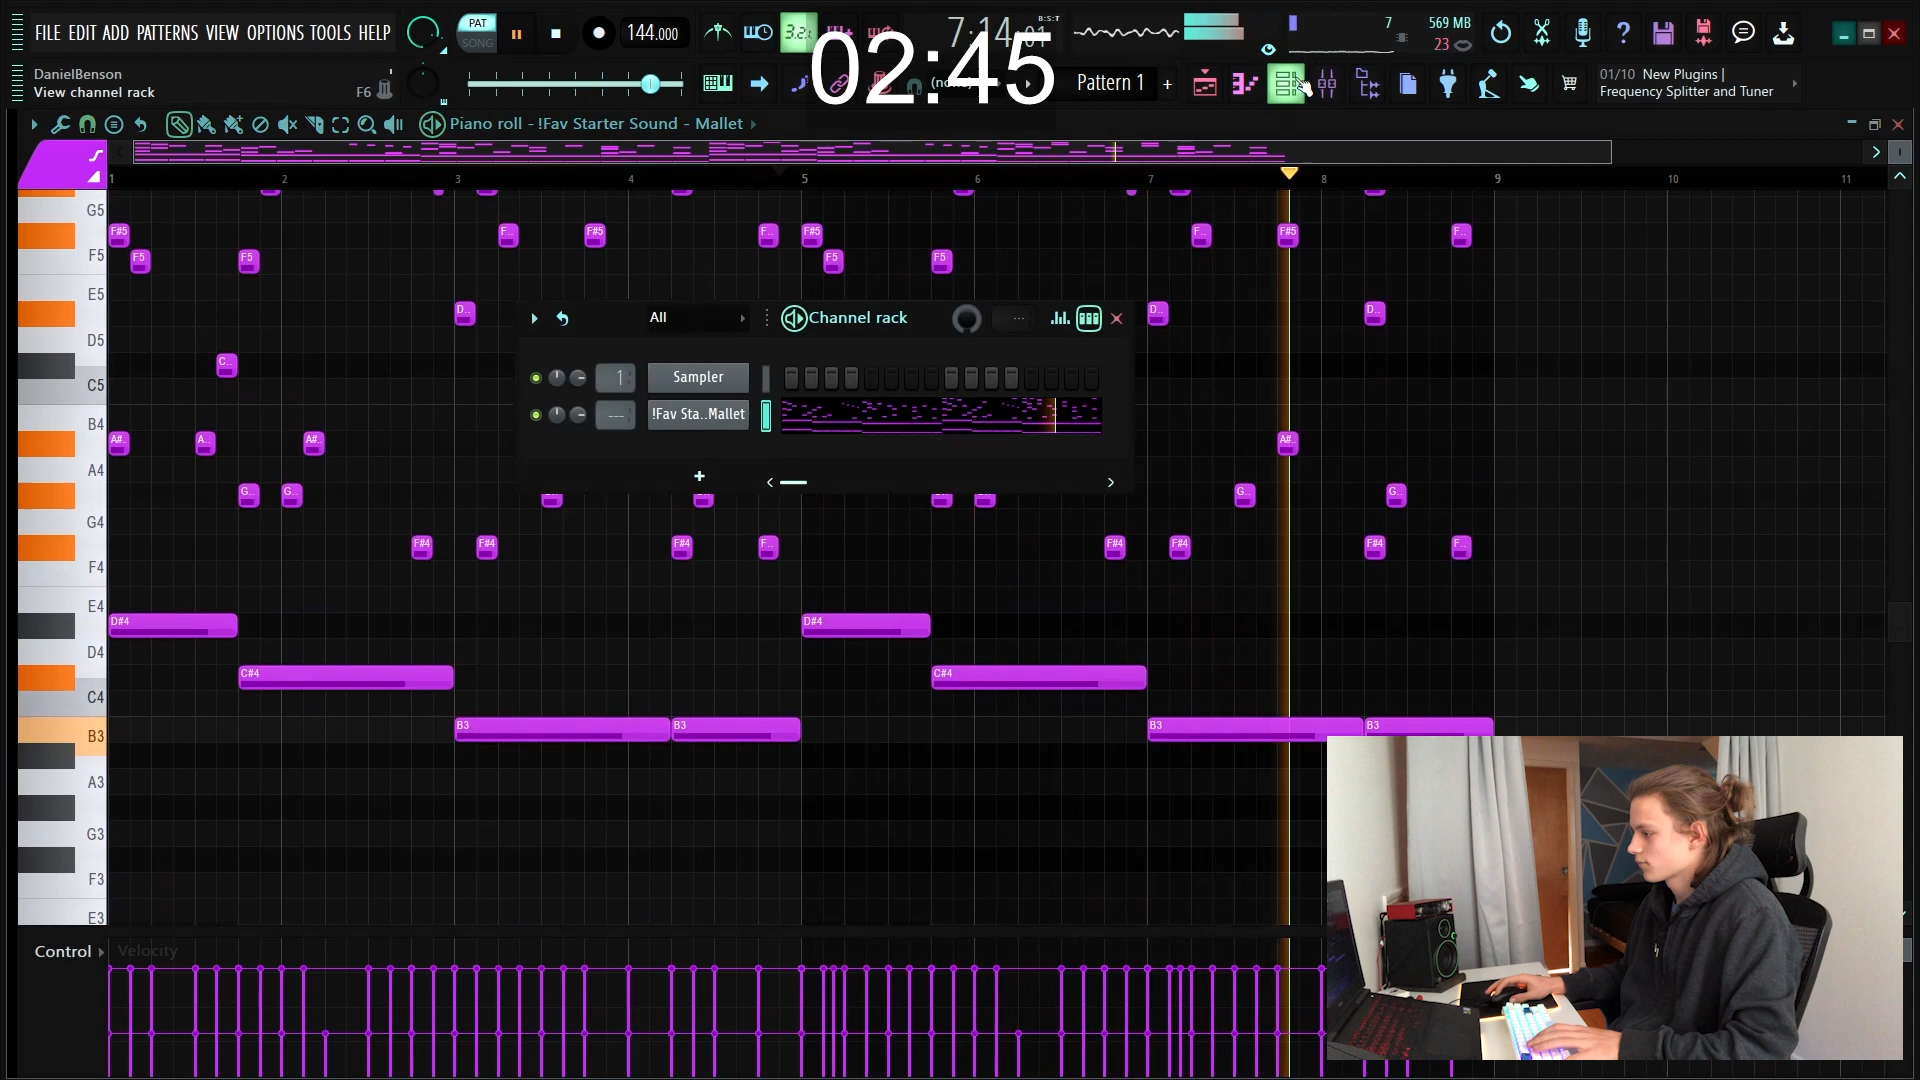 FILE EDIT ADD PATTERNS VIEW OPTIONS TOOLS HELP
PAT
SONG
144.000
3.2
7:14:01
B:S:T
7
569 MB
23
02:45
DanielBenson
View channel rack
F6
Pattern 1
+
01/10 New Plugins |
Frequency Splitter and Tuner
Piano roll - !Fav Starter Sound - Mallet
1 2 3 4 5 6 7 8 9 10 11
G5
F#5 F.. F#5 F.. F#5 F.. F#5 F..
F5 F5 F5 F5 F5
E5
D.. D.. D..
D5
C..
C5
B4
A#.. A.. A#.. A#..
A4
G.. G.. G.. G..
G4
F#4 F#4 F#4 F.. F#4 F#4 F#4 F..
F4
E4
D#4 D#4
D4
C#4 C#4
C4
B3 B3 B3 B3 B3
A3
G3
F3
E3
All
Channel rack
1 Sampler
--- !Fav Sta..Mallet
+
Control
Velocity